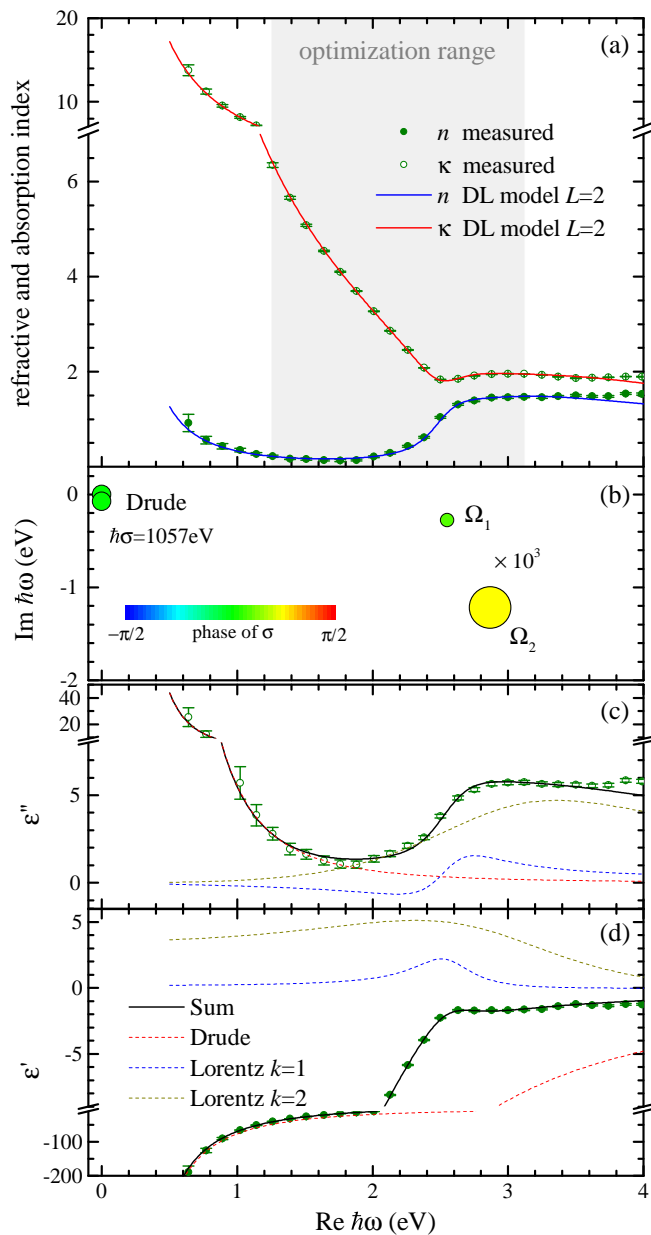 20
(a)
optimization range
10
n measured
κ measured
6
n DL model L=2
κ DL model L=2
4
2
refractive and absorption index
0
(b)
Drude
Ω1
ħσ=1057eV
× 10³
-1
−π/2
phase of σ
π/2
Ω2
Im ħω (eV)
-2
40
(c)
20
5
ε''
0
5
(d)
0
Sum
Drude
-5
Lorentz k=1
ε'
Lorentz k=2
-100
-200
0
1
2
3
4
Re ħω (eV)